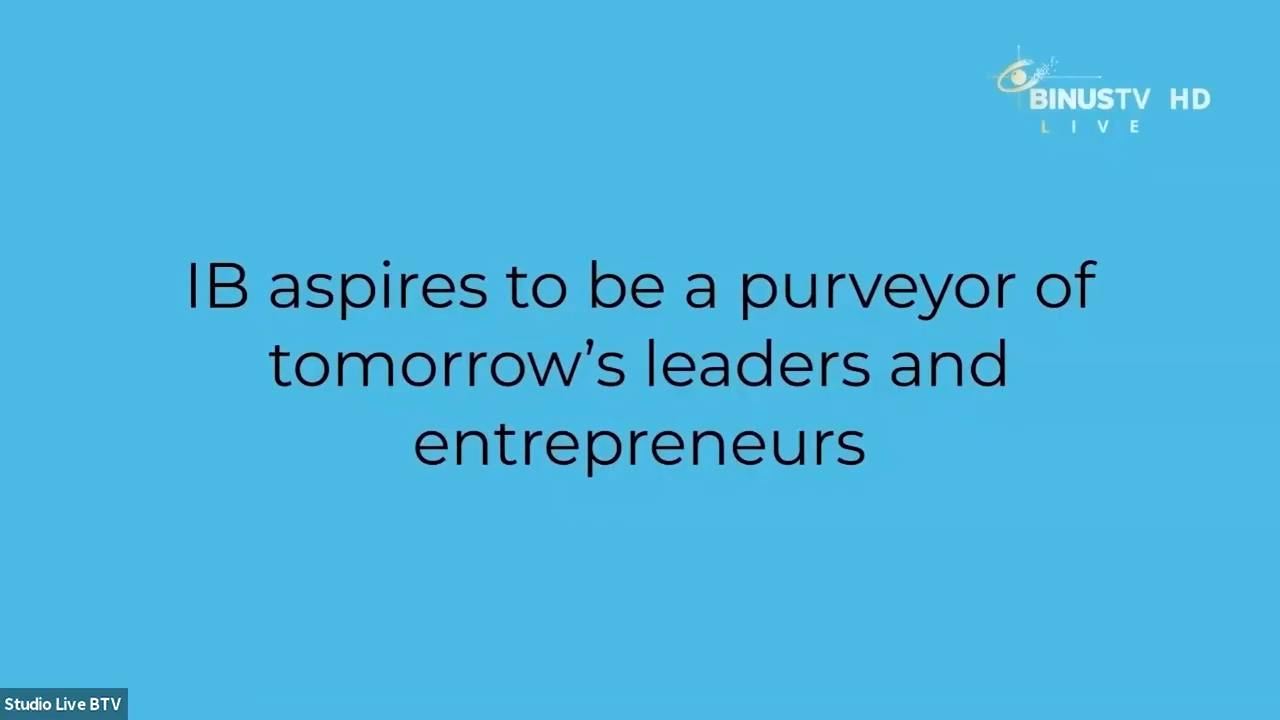 BINUSTV HD
LIVE
IB aspires to be a purveyor of
tomorrow’s leaders and
entrepreneurs
Studio Live BTV